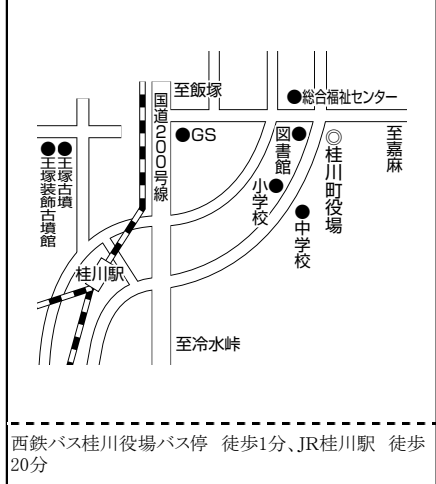 至飯塚
●総合福祉センター
国道200号線
●GS
図書館●
◎桂川町役場
至嘉麻
●王塚装飾古墳館
●王塚古墳
小学校●
●中学校
桂川駅
至冷水峠
西鉄バス桂川役場バス停 徒歩1分、JR桂川駅 徒歩
20分